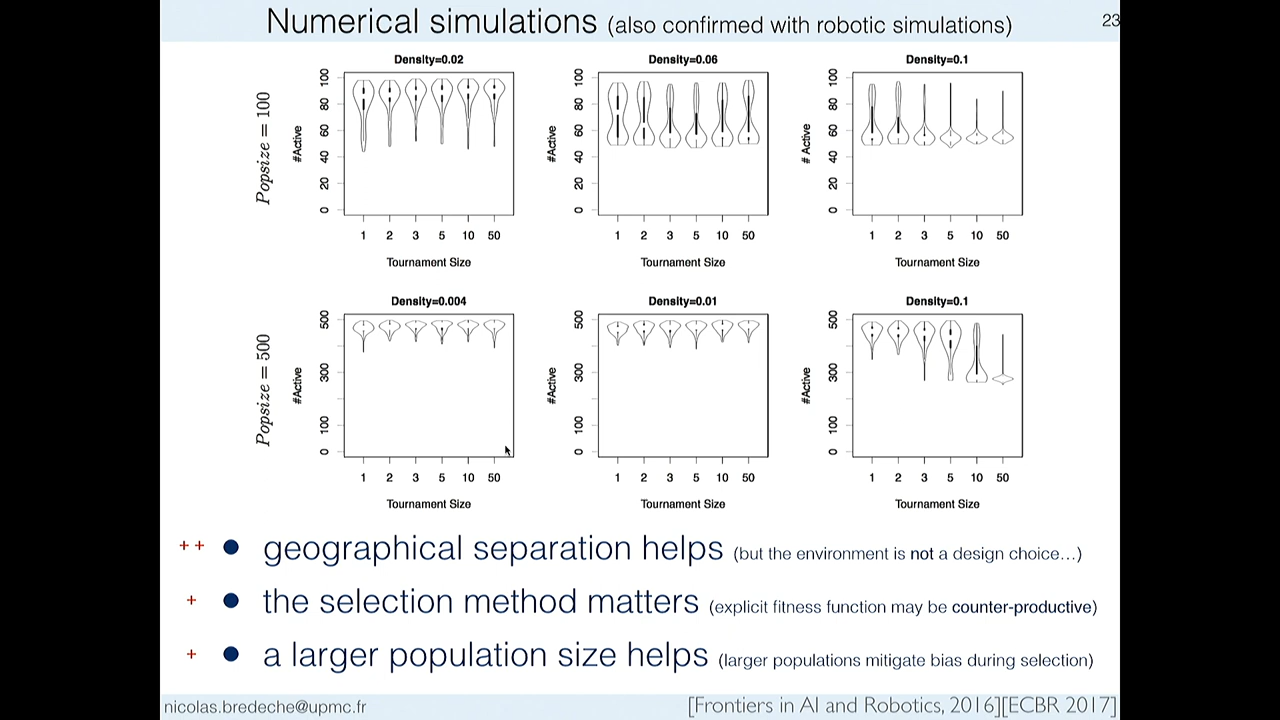 Numerical simulations (also confirmed with robotic simulations)
23
Density=0.02
Density=0.06
Density=0.1
Popsize = 100
#Active
100
80
60
40
20
0
1 2 3 5 10 50
Tournament Size
#Active
100
80
60
40
20
0
1 2 3 5 10 50
Tournament Size
# Active
100
80
60
40
20
0
1 2 3 5 10 50
Tournament Size
Density=0.004
Density=0.01
Density=0.1
Popsize = 500
#Active
500
300
100
0
1 2 3 5 10 50
Tournament Size
#Active
500
300
100
0
1 2 3 5 10 50
Tournament Size
#Active
500
300
100
0
1 2 3 5 10 50
Tournament Size
++ ● geographical separation helps (but the environment is not a design choice…)
+ ● the selection method matters (explicit fitness function may be counter-productive)
+ ● a larger population size helps (larger populations mitigate bias during selection)
nicolas.bredeche@upmc.fr
[Frontiers in AI and Robotics, 2016][ECBR 2017]